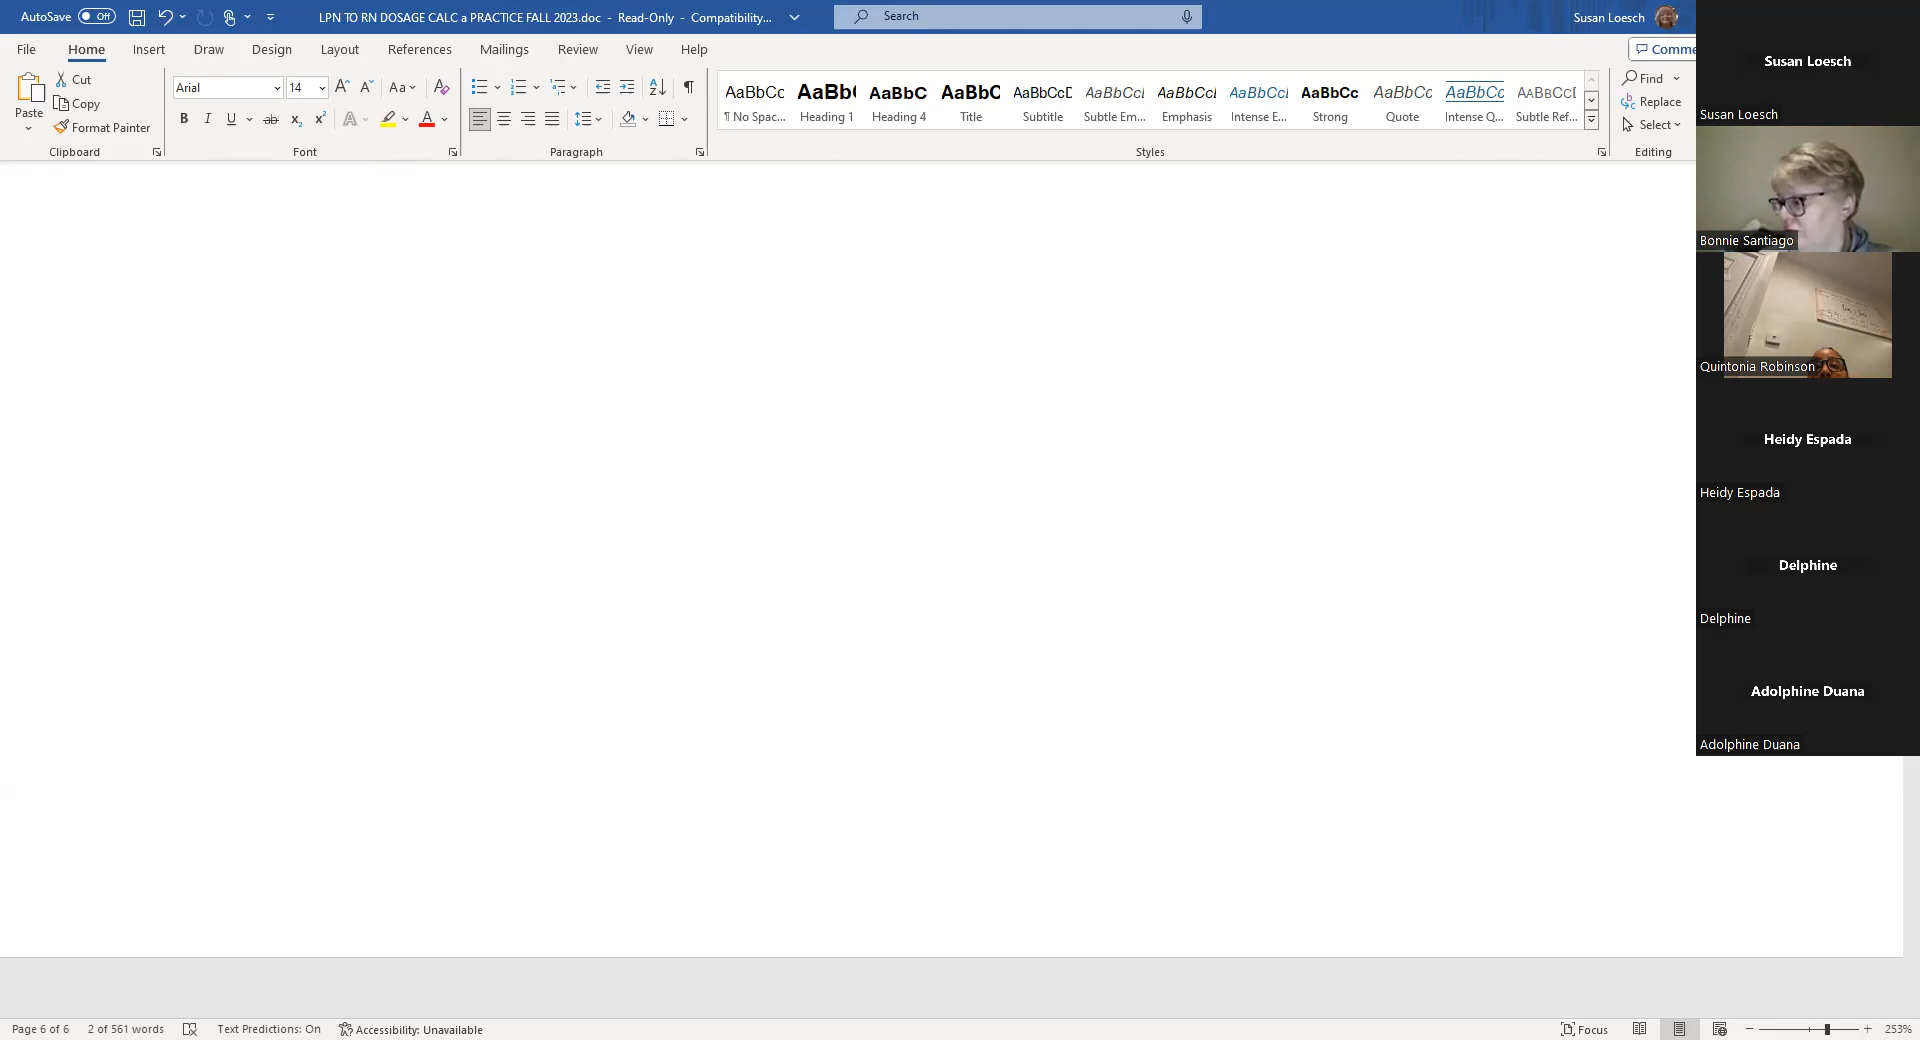 AutoSave Off LPN TO RN DOSAGE CALC a PRACTICE FALL 2023.doc - Read-Only - Compatibility... Search Susan Loesch
File Home Insert Draw Design Layout References Mailings Review View Help Comme
Paste Cut Copy Format Painter
Clipboard
Arial 14 Aa
B I U ab x₂ x² A A
Font
Paragraph
AaBbCc AaBb( AaBbC AaBbC AaBbCcD AaBbCcI AaBbCcI AaBbCcI AaBbCc AaBbCc AaBbCc AABBCCI
¶ No Spac... Heading 1 Heading 4 Title Subtitle Subtle Em... Emphasis Intense E... Strong Quote Intense Q... Subtle Ref...
Styles
Find
Replace
Select
Editing
Susan Loesch
Susan Loesch
Bonnie Santiago
Quintonia Robinson
Heidy Espada
Heidy Espada
Delphine
Delphine
Adolphine Duana
Adolphine Duana
Page 6 of 6 2 of 561 words Text Predictions: On Accessibility: Unavailable Focus 253%